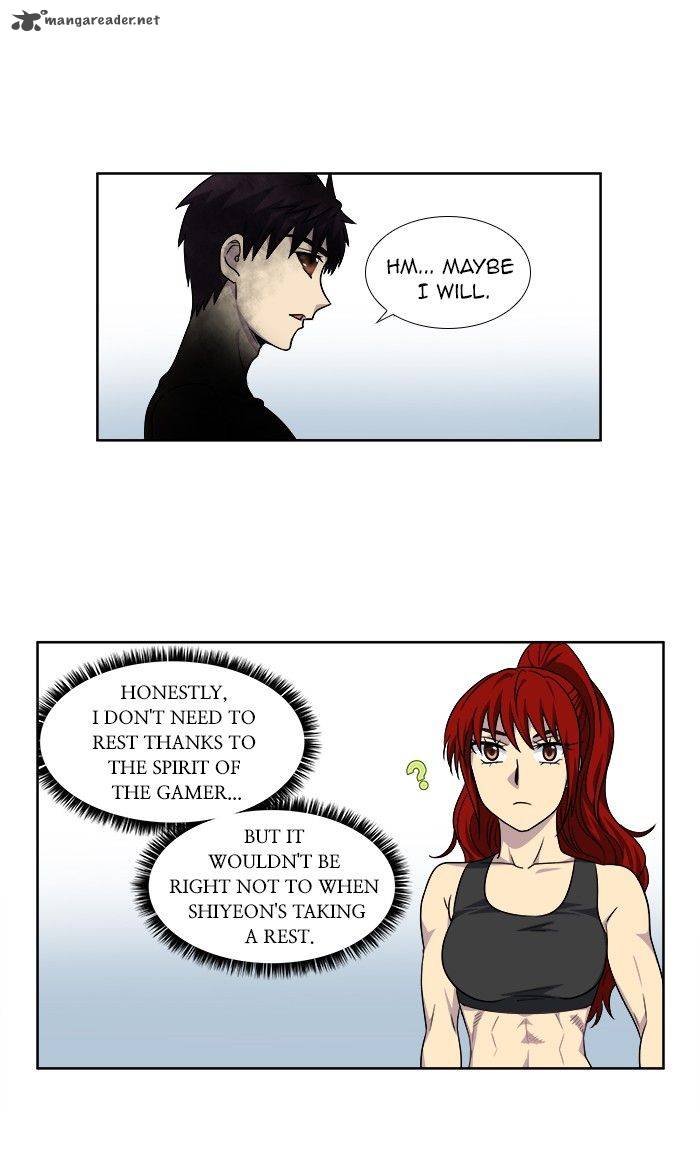 mangareader.net
HM... MAYBE
I WILL.
HONESTLY,
I DON'T NEED TO
REST THANKS TO
THE SPIRIT OF
THE GAMER...
?
BUT IT
WOULDN'T BE
RIGHT NOT TO WHEN
SHIYEON'S TAKING
A REST.